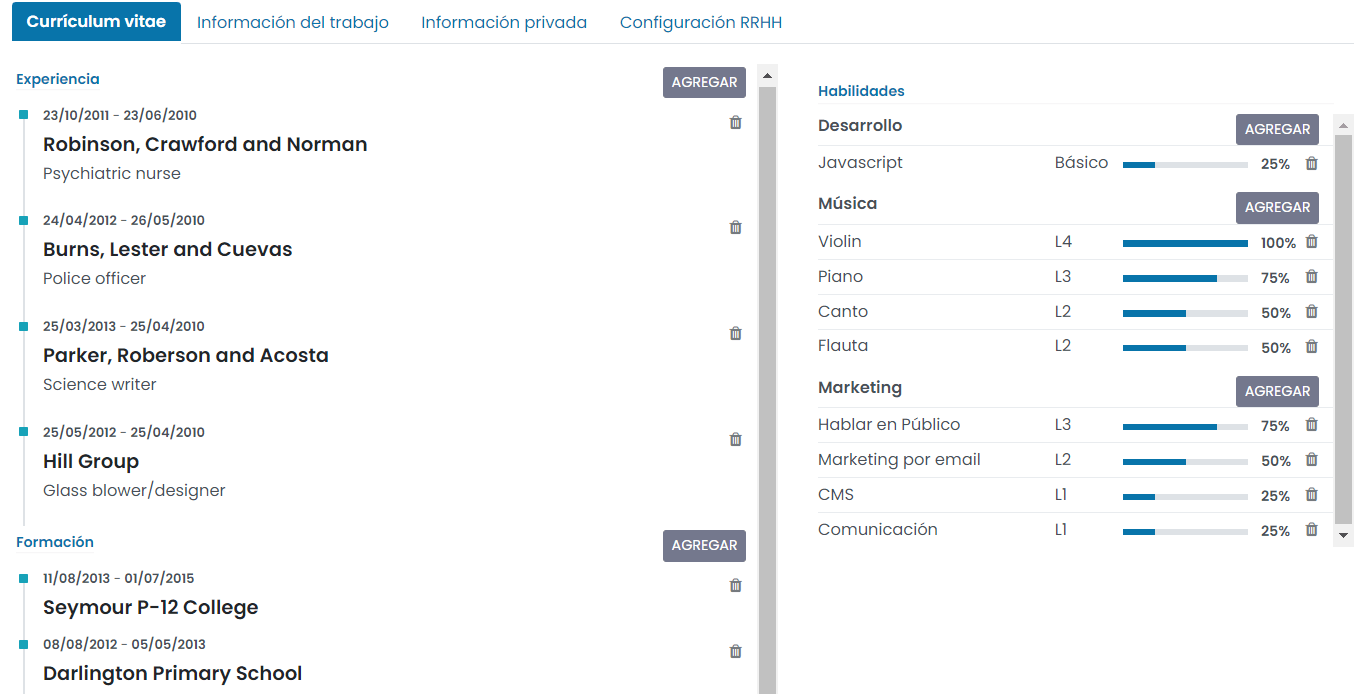 Currículum vitae Información del trabajo Información privada Configuración RRHH
Experiencia AGREGAR
23/10/2011 - 23/06/2010
Robinson, Crawford and Norman
Psychiatric nurse
24/04/2012 - 26/05/2010
Burns, Lester and Cuevas
Police officer
25/03/2013 - 25/04/2010
Parker, Roberson and Acosta
Science writer
25/05/2012 - 25/04/2010
Hill Group
Glass blower/designer
Formación AGREGAR
11/08/2013 - 01/07/2015
Seymour P-12 College
08/08/2012 - 05/05/2013
Darlington Primary School
Habilidades
Desarrollo AGREGAR
Javascript Básico 25%
Música AGREGAR
Violin L4 100%
Piano L3 75%
Canto L2 50%
Flauta L2 50%
Marketing AGREGAR
Hablar en Público L3 75%
Marketing por email L2 50%
CMS L1 25%
Comunicación L1 25%